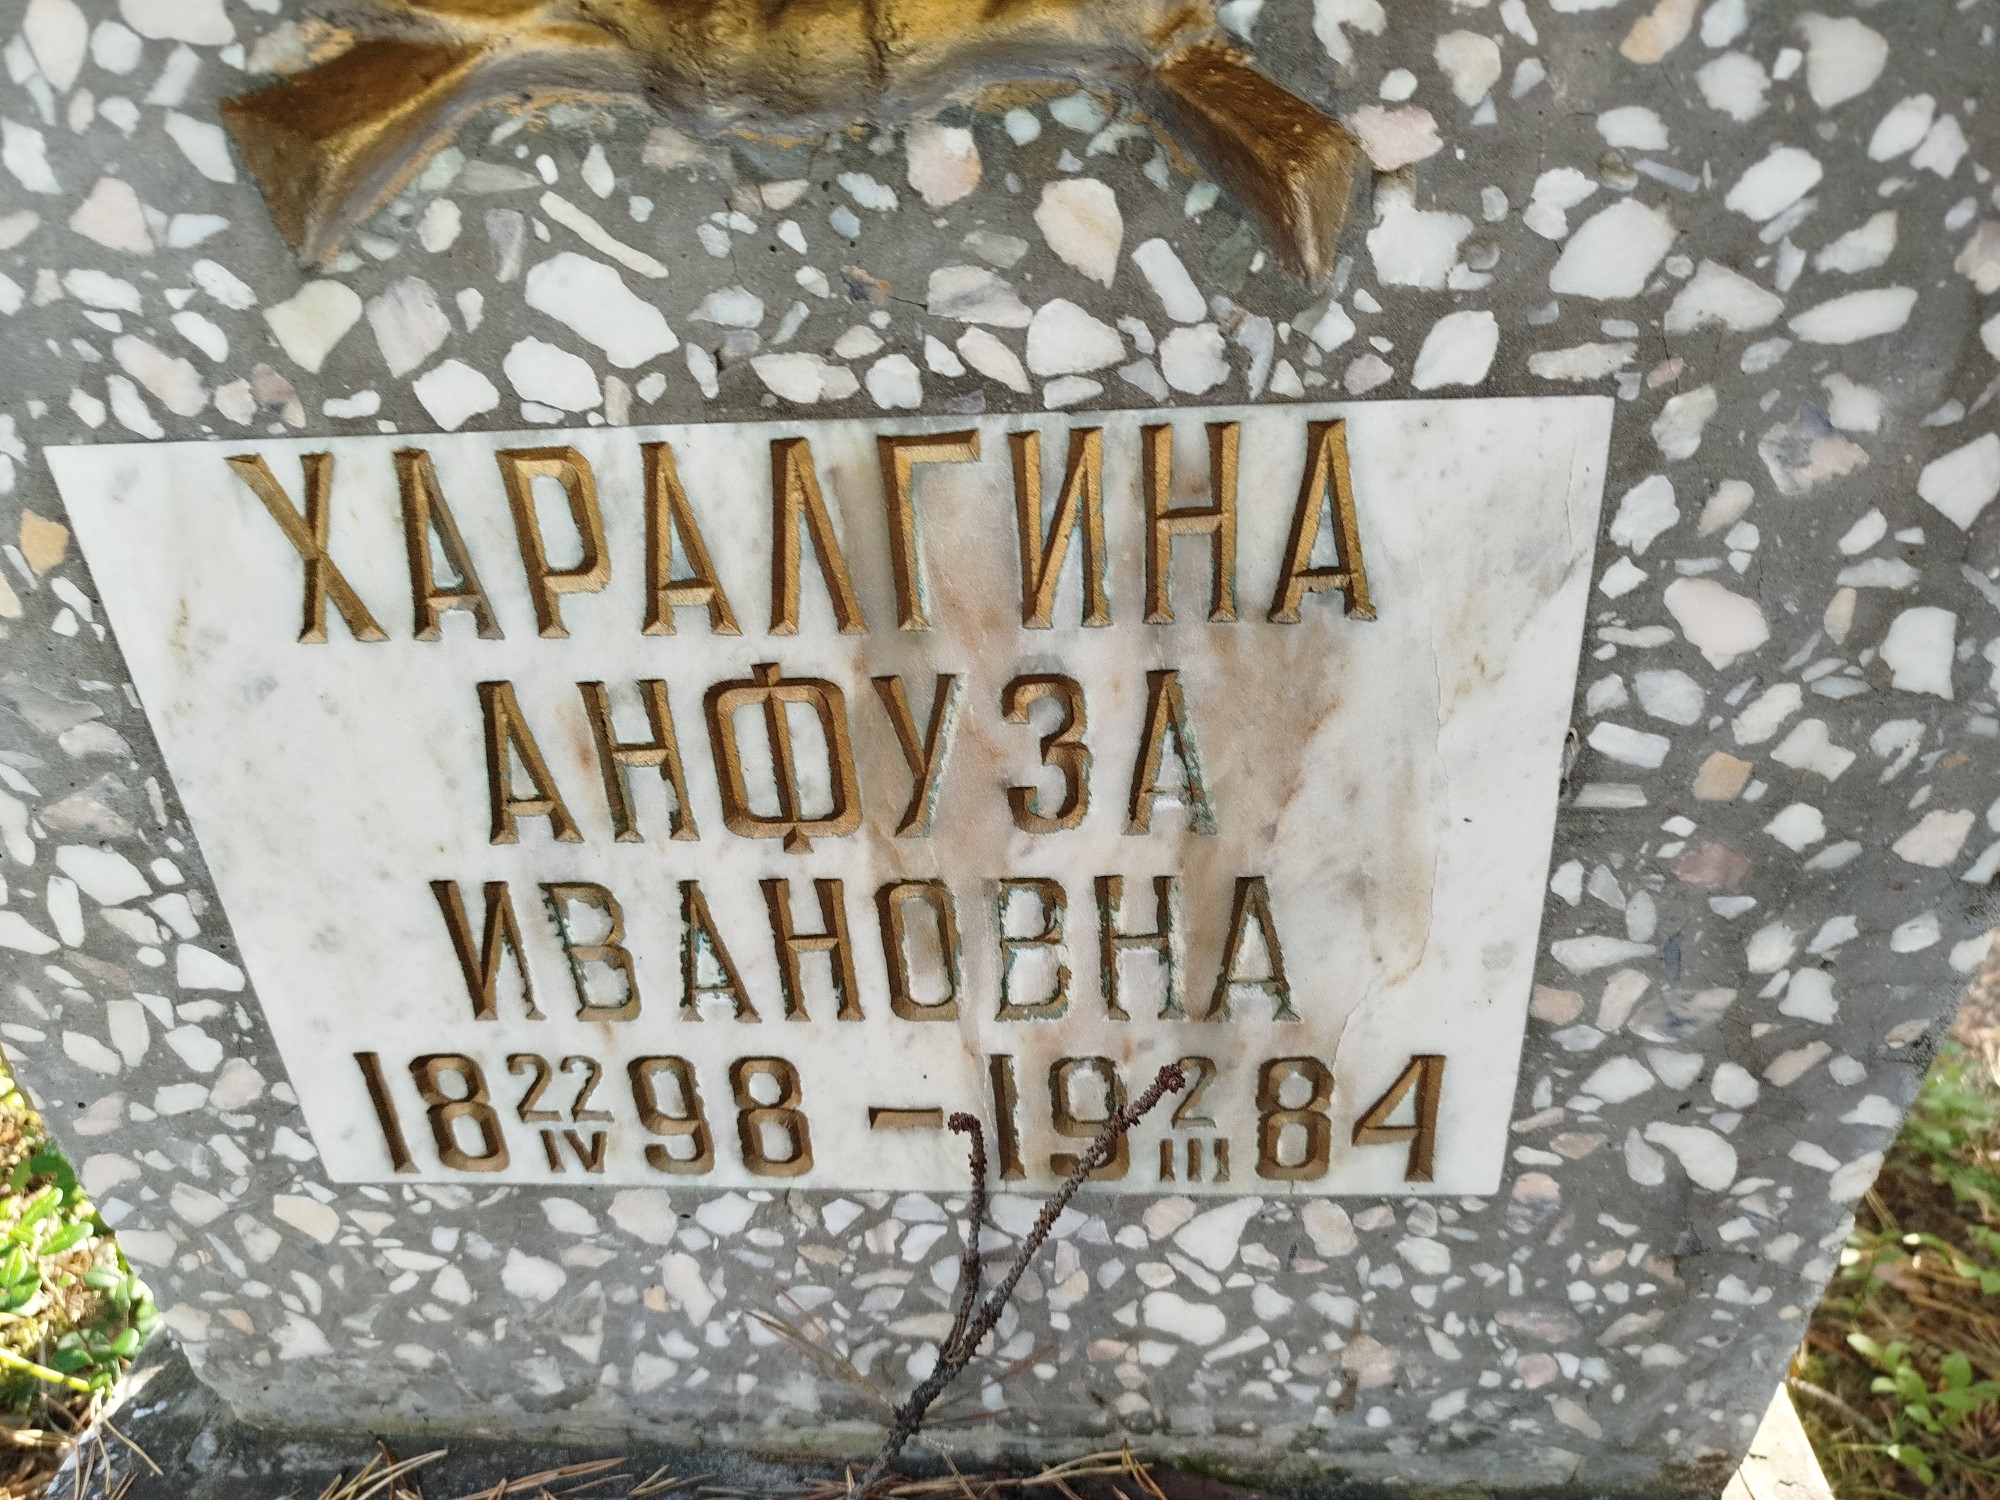 ХАРАЛГИНА
АНФУЗА
ИВАНОВНА
18 22/IV 98 – 19 2/III 84